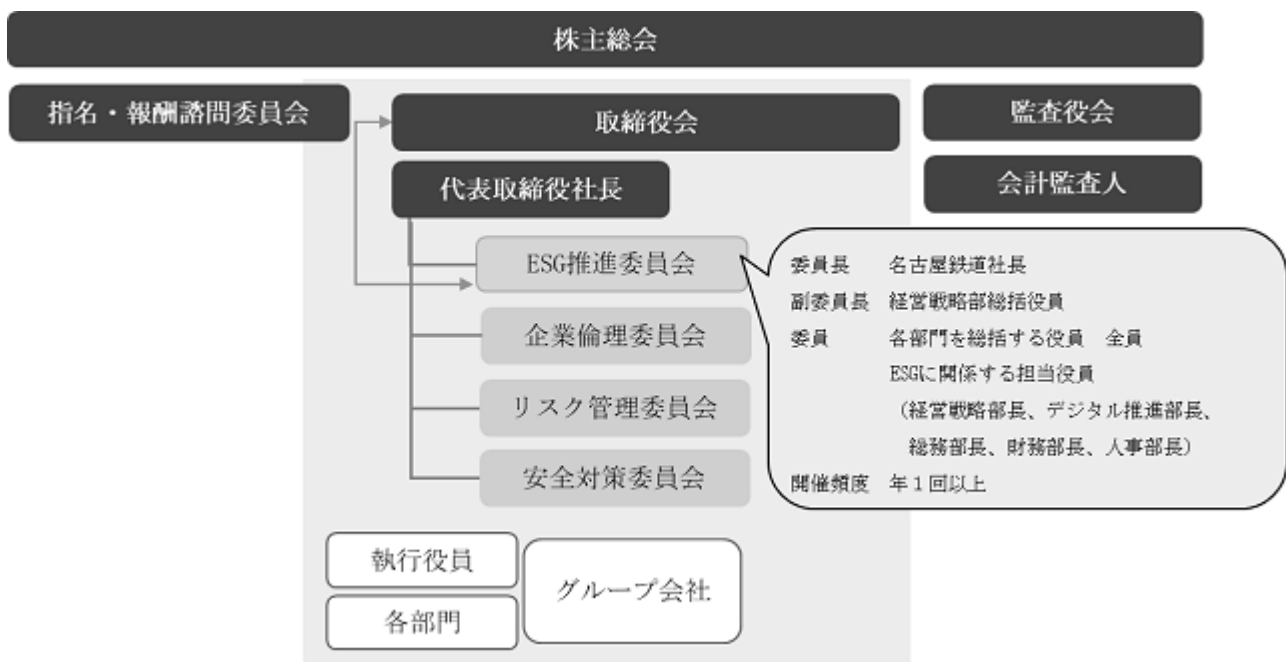 株主総会
指名・報酬諮問委員会
取締役会
監査役会
代表取締役社長
会計監査人
ESG推進委員会
企業倫理委員会
リスク管理委員会
安全対策委員会
委員長 名古屋鉄道社長
副委員長 経営戦略部総括役員
委員 各部門を総括する役員 全員
ESGに関係する担当役員
（経営戦略部長、デジタル推進部長、
総務部長、財務部長、人事部長）
開催頻度 年１回以上
執行役員
各部門
グループ会社